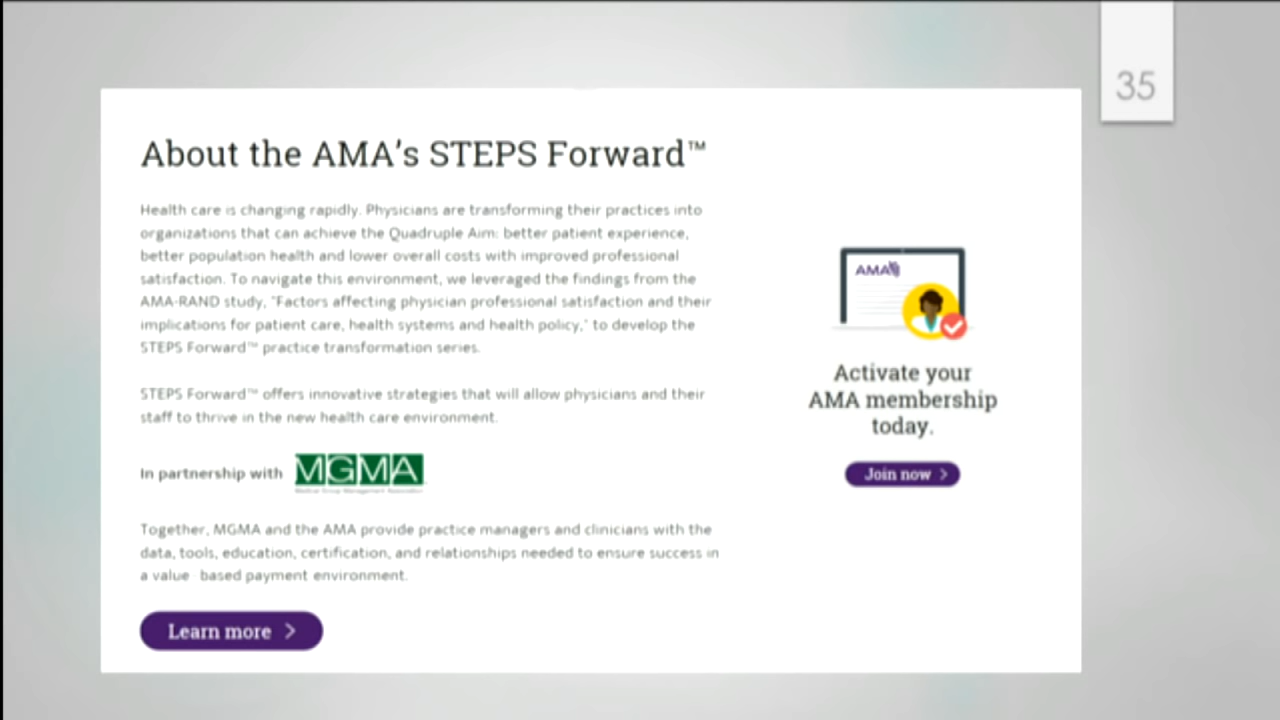 35
About the AMA's STEPS Forward™
Health care is changing rapidly. Physicians are transforming their practices into
organizations that can achieve the Quadruple Aim: better patient experience,
better population health and lower overall costs with improved professional
satisfaction. To navigate this environment, we leveraged the findings from the
AMA-RAND study, "Factors affecting physician professional satisfaction and their
implications for patient care, health systems and health policy," to develop the
STEPS Forward™ practice transformation series.
STEPS Forward™ offers innovative strategies that will allow physicians and their
staff to thrive in the new health care environment.
In partnership with MGMA
Medical Group Management Association
Together, MGMA and the AMA provide practice managers and clinicians with the
data, tools, education, certification, and relationships needed to ensure success in
a value based payment environment.
Learn more >
AMA
Activate your
AMA membership
today.
Join now >